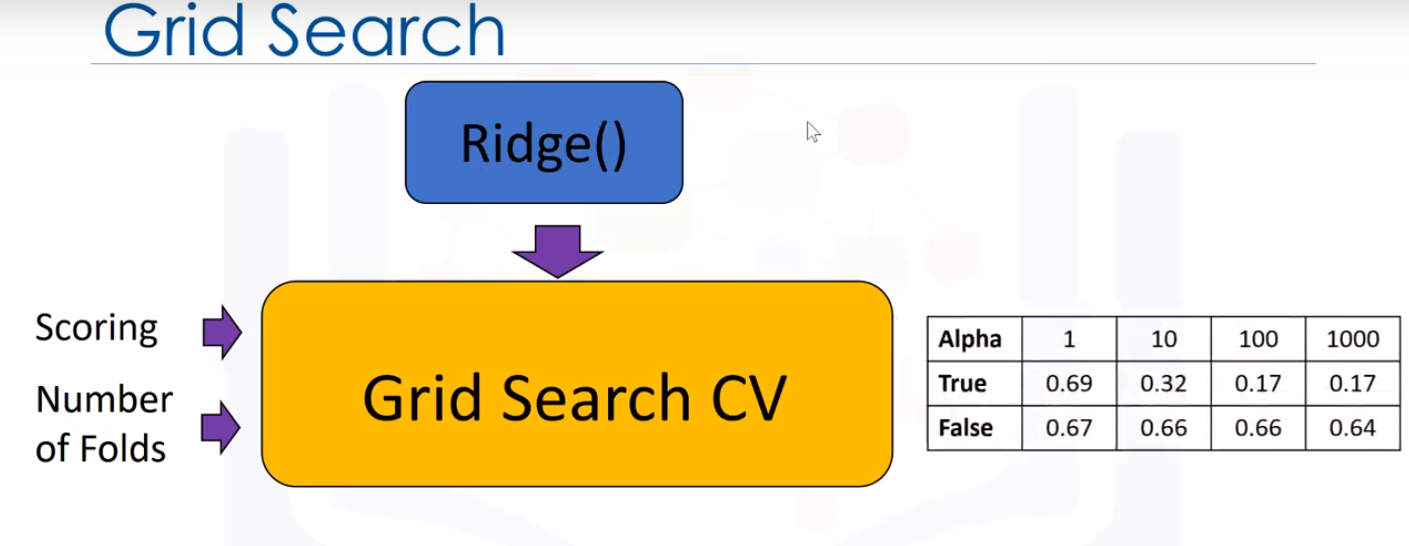 Grid Search
Ridge()
Scoring
Number
of Folds
Grid Search CV
Alpha 1 10 100 1000
True 0.69 0.32 0.17 0.17
False 0.67 0.66 0.66 0.64